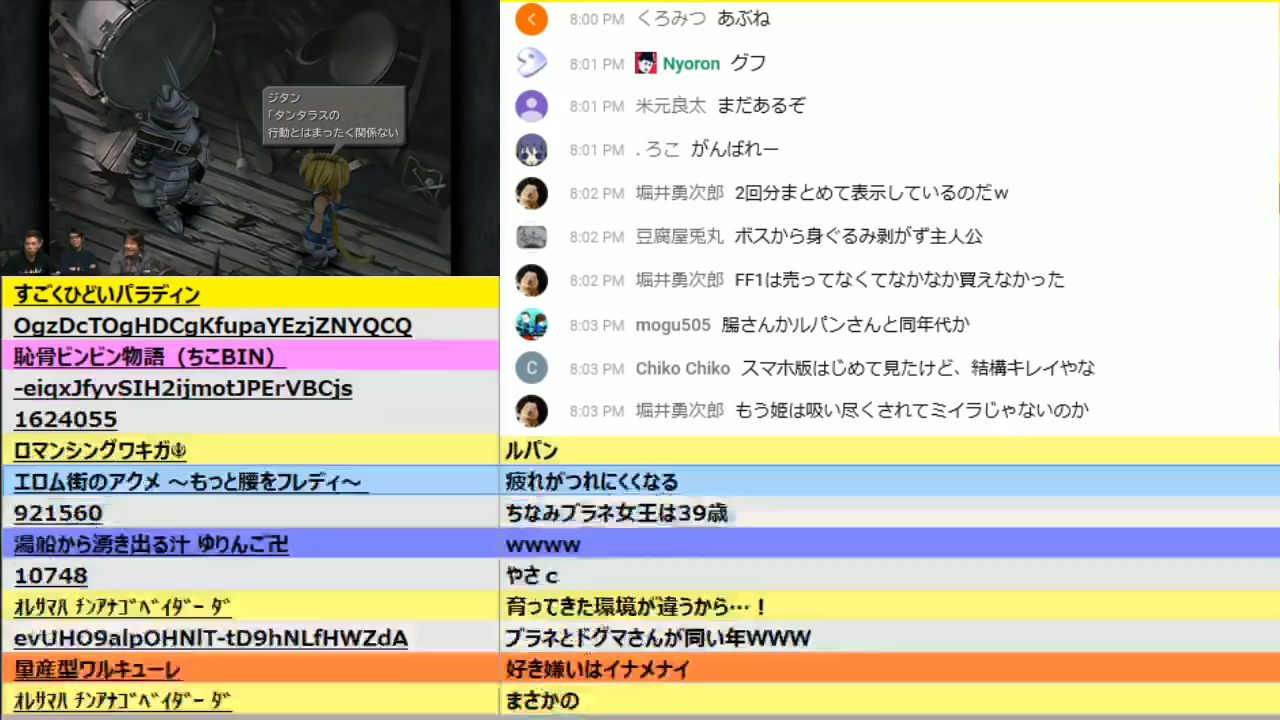 ジタン
「タンタラスの
行動とはまったく関係ない
8:00 PM くろみつ あぶね
8:01 PM Nyoron グフ
8:01 PM 米元良太 まだあるぞ
8:01 PM . ろこ がんばれー
8:02 PM 堀井勇次郎 2回分まとめて表示しているのだw
8:02 PM 豆腐屋兎丸 ボスから身ぐるみ剥がず主人公
8:02 PM 堀井勇次郎 FF1は売ってなくてなかなか買えなかった
8:03 PM mogu505 腸さんかルパンさんと同年代か
C 8:03 PM Chiko Chiko スマホ版はじめて見たけど、結構キレイやな
8:03 PM 堀井勇次郎 もう姫は吸い尽くされてミイラじゃないのか
すごくひどいパラディン
OgzDcTOgHDCgKfupaYEzjZNYQCQ
恥骨ビンビン物語（ちこBIN）
-eiqxJfyvSIH2ijmotJPErVBCjs
1624055
ロマンシングワキガ☬ ルパン
エロム街のアクメ 〜もっと腰をフレディ〜 疲れがつれにくくなる
921560 ちなみブラネ女王は39歳
湯船から湧き出る汁 ゆりんご卍 wwww
10748 やさｃ
ｵﾚｻﾏﾊ ﾁﾝｱﾅｺﾞﾍﾞｲﾀﾞｰ ﾀﾞ 育ってきた環境が違うから…！
evUHO9alpOHNlT-tD9hNLfHWZdA ブラネとドグマさんが同い年WWW
量産型ワルキューレ 好き嫌いはイナメナイ
ｵﾚｻﾏﾊ ﾁﾝｱﾅｺﾞﾍﾞｲﾀﾞｰ ﾀﾞ まさかの